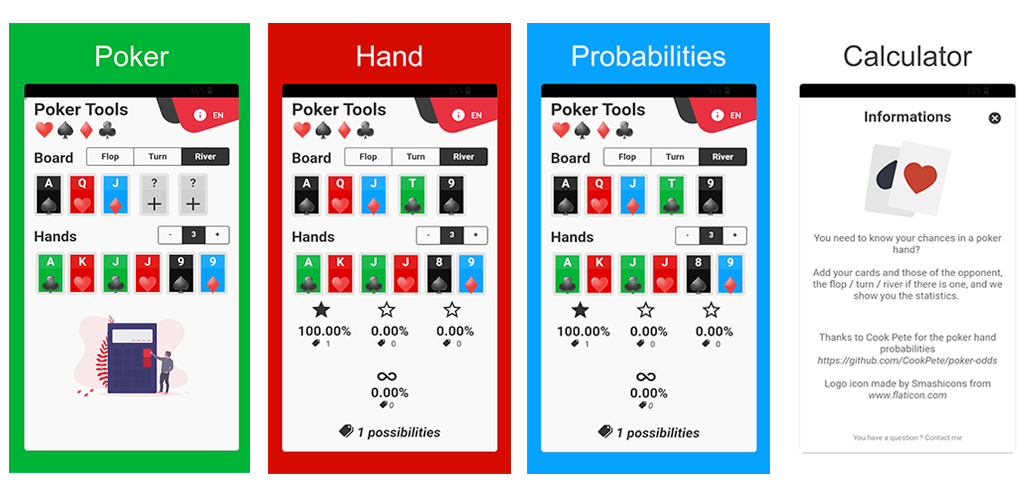 Poker
55%
Poker Tools
EN
Board Flop Turn River
A Q J ? ?
Hands - 3 +
A K J J 9 9
Hand
55%
Poker Tools
EN
Board Flop Turn River
A Q J T 9
Hands - 3 +
A K J J 8 9
100.00% 0.00% 0.00%
1 0 0
0.00%
0
1 possibilities
Probabilities
55%
Poker Tools
EN
Board Flop Turn River
A Q J T 9
Hands - 3 +
A K J J 8 9
100.00% 0.00% 0.00%
1 0 0
0.00%
0
1 possibilities
Calculator
55%
Informations
You need to know your chances in a poker
hand?
Add your cards and those of the opponent,
the flop / turn / river if there is one, and we
show you the statistics.
Thanks to Cook Pete for the poker hand
probabilities
https://github.com/CookPete/poker-odds
Logo icon made by Smashicons from
www.flaticon.com
You have a question ? Contact me